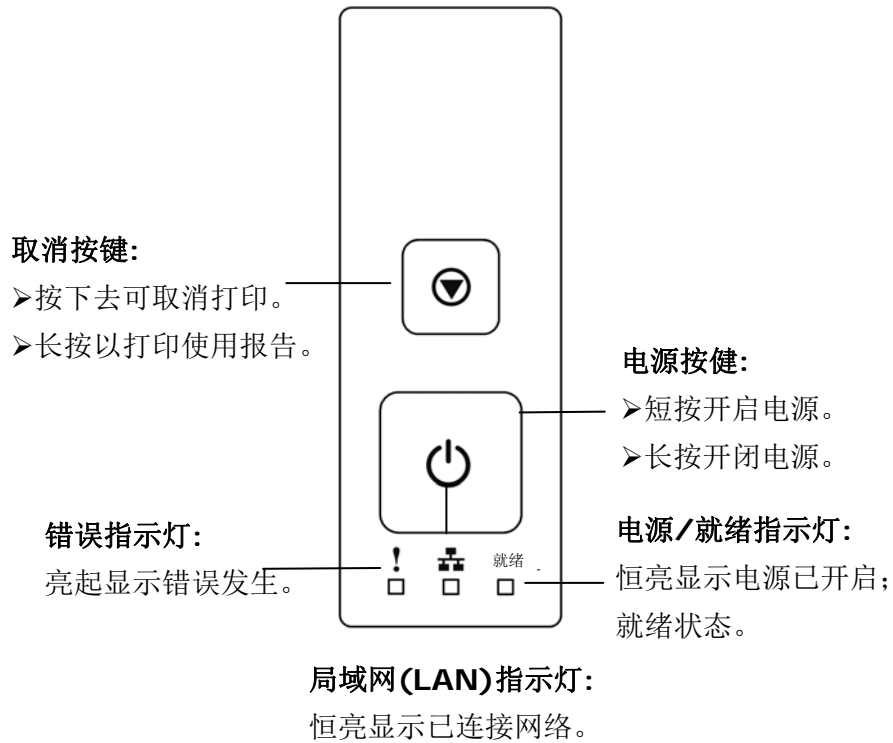 取消按键:
➢按下去可取消打印。
➢长按以打印使用报告。
电源按健:
➢短按开启电源。
➢长按开闭电源。
错误指示灯:
亮起显示错误发生。
!
就绪
电源/就绪指示灯:
恒亮显示电源已开启；
就绪状态。
局域网(LAN)指示灯:
恒亮显示已连接网络。